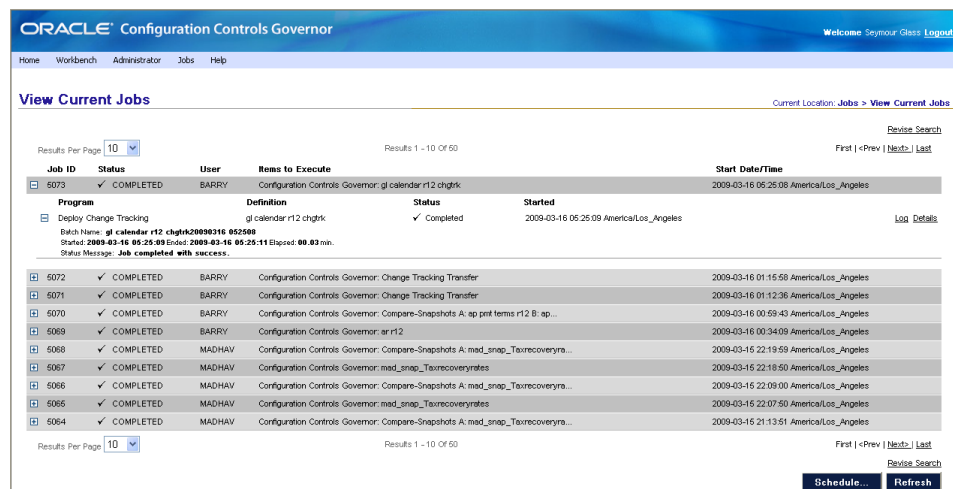 ORACLE® Configuration Controls Governor
Welcome Seymour Glass Logout
Home Workbench Administrator Jobs Help
View Current Jobs
Current Location: Jobs > View Current Jobs
Revise Search
Results Per Page 10 Results 1 - 10 Of 50 First | <Prev | Next> | Last
Job ID Status User Items to Execute Start Date/Time
5073 ✓ COMPLETED BARRY Configuration Controls Governor: gl calendar r12 chgtrk 2009-03-16 05:25:08 America/Los_Angeles
Program Definition Status Started
Deploy Change Tracking gl calendar r12 chgtrk ✓ Completed 2009-03-16 05:25:09 America/Los_Angeles Log Details
Batch Name: gl calendar r12 chgtrk20090316 052508
Started: 2009-03-16 05:25:09 Ended: 2009-03-16 05:25:11 Elapsed: 00.03 min.
Status Message: Job completed with success.
5072 ✓ COMPLETED BARRY Configuration Controls Governor: Change Tracking Transfer 2009-03-16 01:15:58 America/Los_Angeles
5071 ✓ COMPLETED BARRY Configuration Controls Governor: Change Tracking Transfer 2009-03-16 01:12:36 America/Los_Angeles
5070 ✓ COMPLETED BARRY Configuration Controls Governor: Compare-Snapshots A: ap pmt terms r12 B: ap... 2009-03-16 00:59:43 America/Los_Angeles
5069 ✓ COMPLETED BARRY Configuration Controls Governor: ar r12 2009-03-16 00:34:09 America/Los_Angeles
5068 ✓ COMPLETED MADHAV Configuration Controls Governor: Compare-Snapshots A: mad_snap_Taxrecoveryra... 2009-03-15 22:19:59 America/Los_Angeles
5067 ✓ COMPLETED MADHAV Configuration Controls Governor: mad_snap_Taxrecoveryrates 2009-03-15 22:18:50 America/Los_Angeles
5066 ✓ COMPLETED MADHAV Configuration Controls Governor: Compare-Snapshots A: mad_snap_Taxrecoveryra... 2009-03-15 22:09:00 America/Los_Angeles
5065 ✓ COMPLETED MADHAV Configuration Controls Governor: mad_snap_Taxrecoveryrates 2009-03-15 22:07:50 America/Los_Angeles
5064 ✓ COMPLETED MADHAV Configuration Controls Governor: Compare-Snapshots A: mad_snap_Taxrecoveryra... 2009-03-15 21:13:51 America/Los_Angeles
Results Per Page 10 Results 1 - 10 Of 50 First | <Prev | Next> | Last
Revise Search
Schedule... Refresh